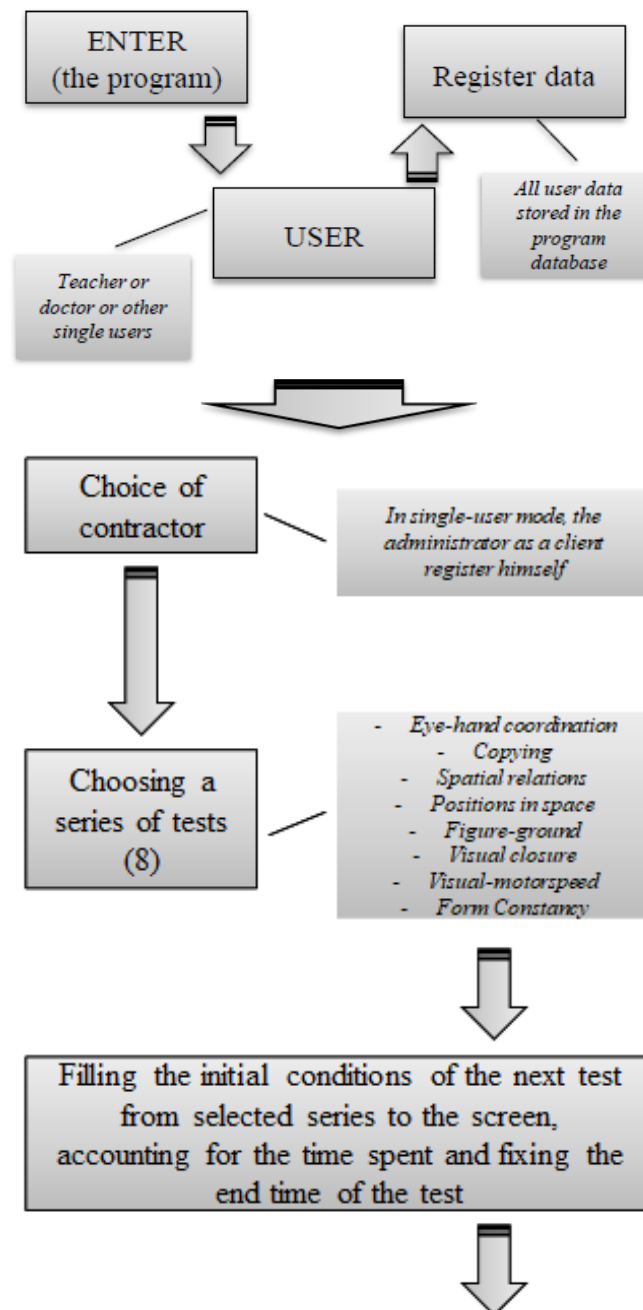 ENTER
(the program)
Register data
USER
All user data
stored in the
program
database
Teacher or
doctor or other
single users
Choice of
contractor
In single-user mode, the
administrator as a client
register himself
Choosing a
series of tests
(8)
- Eye-hand coordination
- Copying
- Spatial relations
- Positions in space
- Figure-ground
- Visual closure
- Visual-motorspeed
- Form Constancy
Filling the initial conditions of the next test
from selected series to the screen,
accounting for the time spent and fixing the
end time of the test